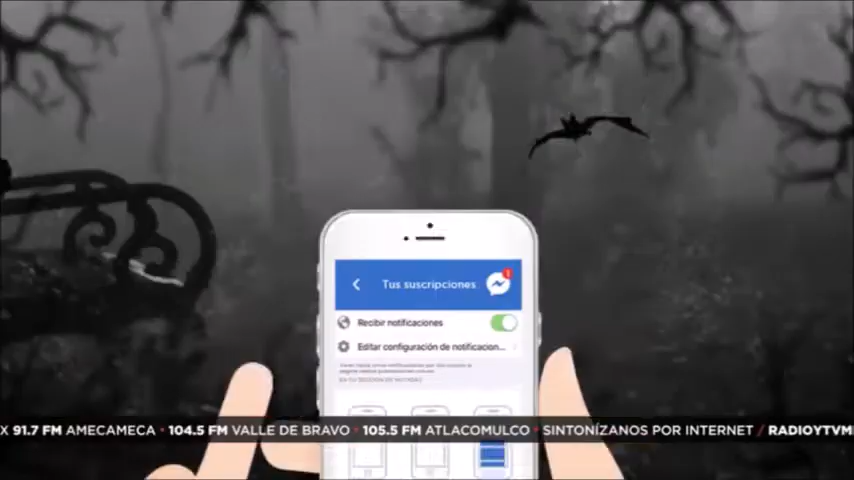 1
Tus suscripciones
Recibir notificaciones
Editar configuración de notificacion...
X 91.7 FM AMECAMECA • 104.5 FM VALLE DE BRAVO • 105.5 FM ATLACOMULCO • SINTONÍZANOS POR INTERNET / RADIOYTVM